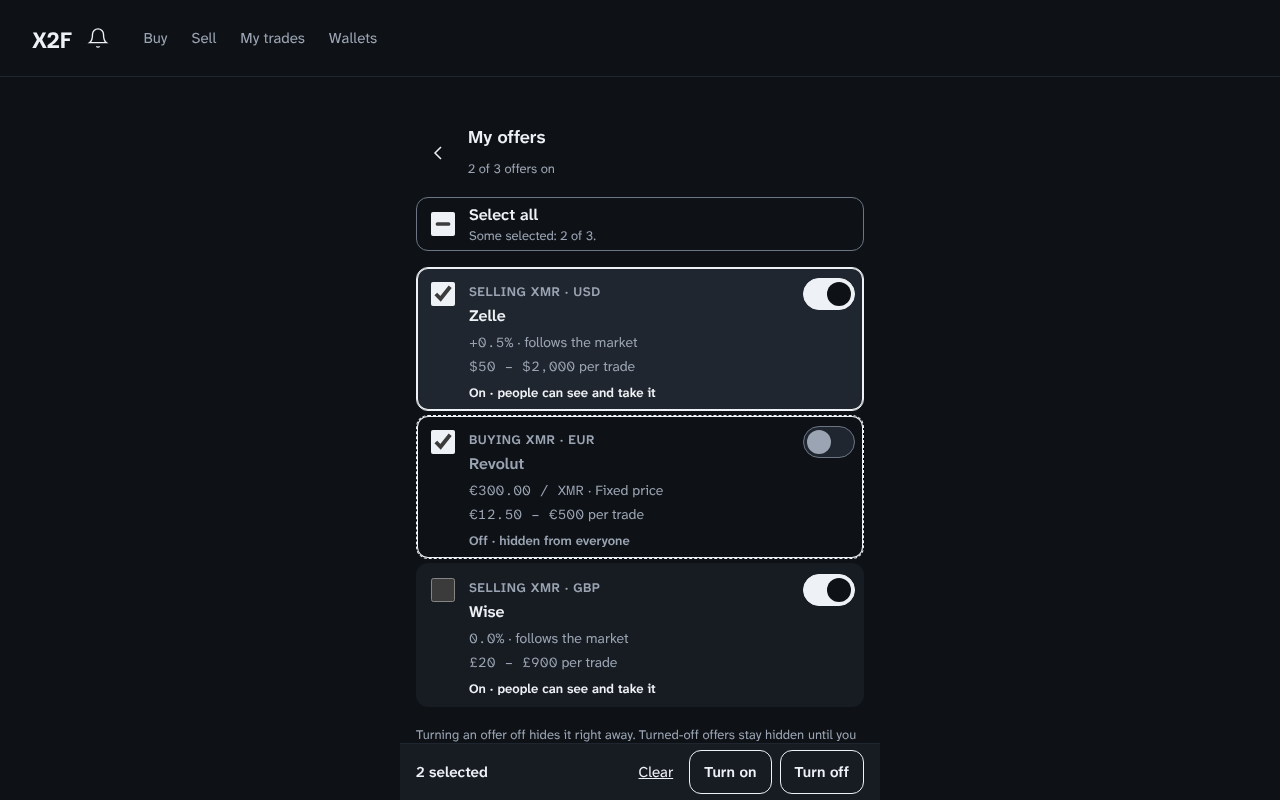 X2F Buy Sell My trades Wallets
My offers
2 of 3 offers on
Select all
Some selected: 2 of 3.
SELLING XMR · USD
Zelle
+0.5% · follows the market
$50 – $2,000 per trade
On · people can see and take it
BUYING XMR · EUR
Revolut
€300.00 / XMR · Fixed price
€12.50 – €500 per trade
Off · hidden from everyone
SELLING XMR · GBP
Wise
0.0% · follows the market
£20 – £900 per trade
On · people can see and take it
Turning an offer off hides it right away. Turned-off offers stay hidden until you
2 selected Clear Turn on Turn off